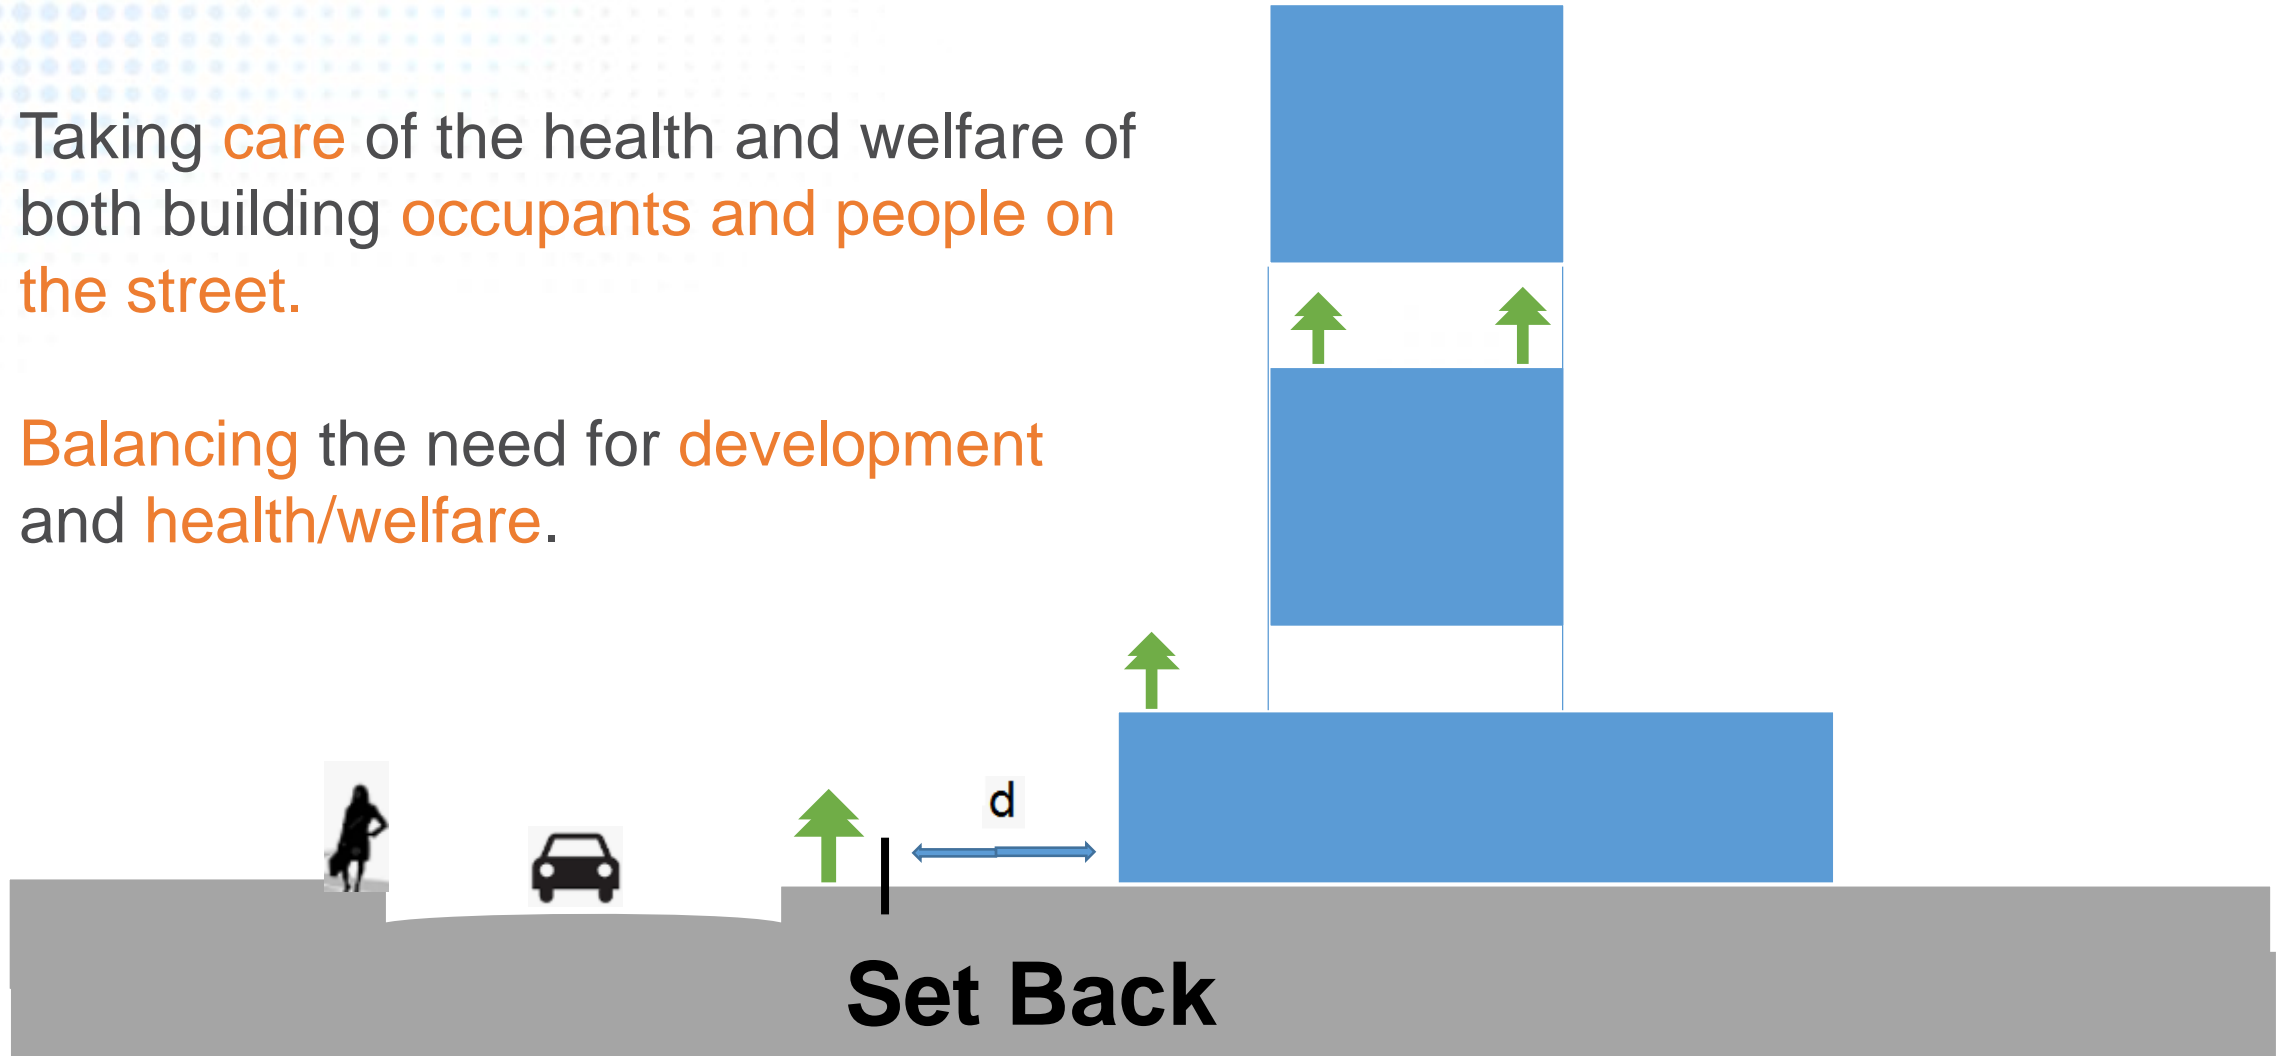 Taking care of the health and welfare of
both building occupants and people on
the street.
Balancing the need for development
and health/welfare.
d
Set Back